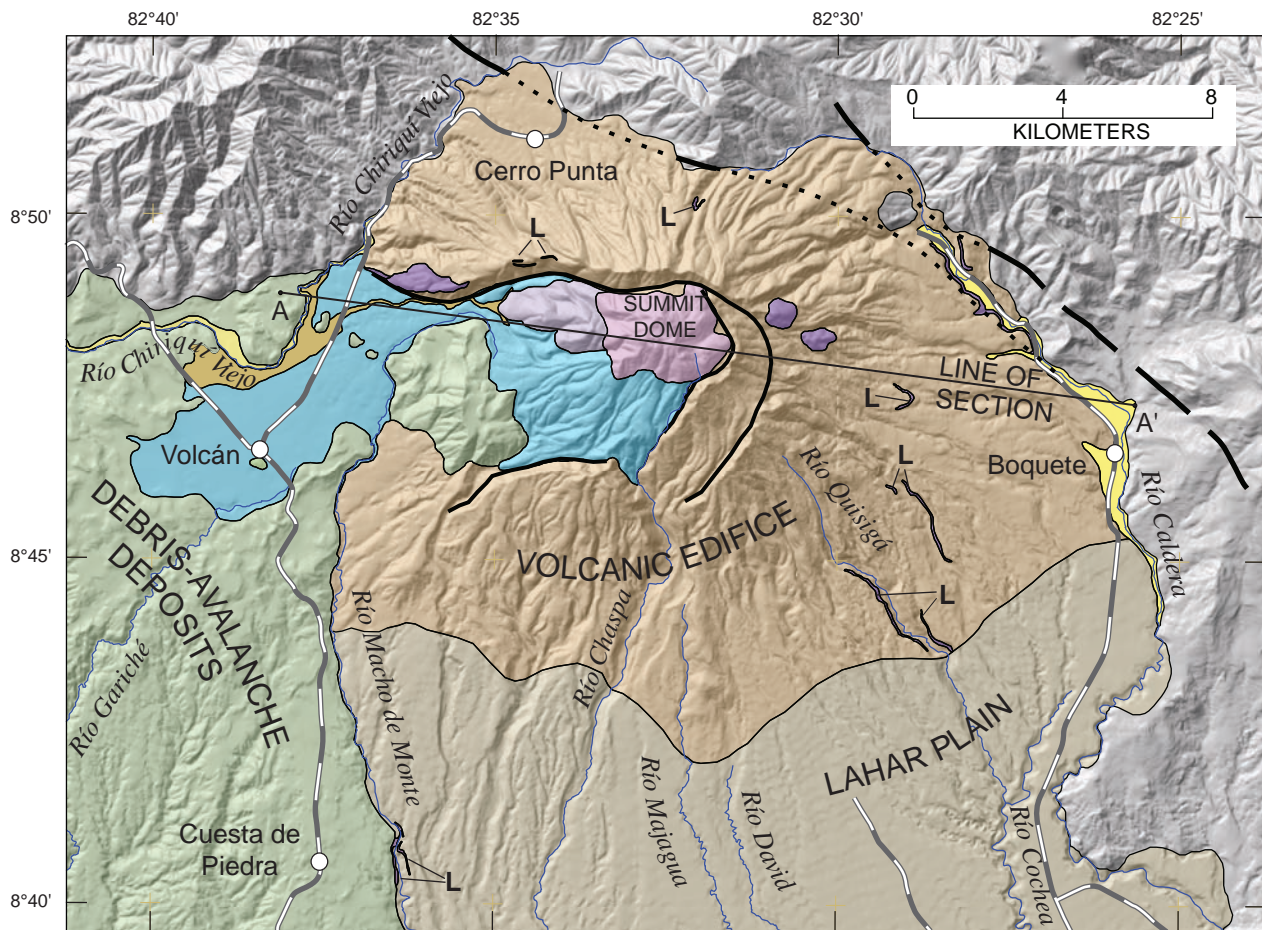 82°40'
82°35'
82°30'
82°25'
0
4
8
KILOMETERS
Río Chiriquí Viejo
Cerro Punta
8°50'
L
L
A
SUMMIT
DOME
Río Chiriquí Viejo
LINE OF
SECTION
L
A'
Volcán
L
Boquete
Río Quisigá
Río Caldera
DEBRIS-AVALANCHE
DEPOSITS
VOLCANIC EDIFICE
8°45'
L
Río Gariché
Río Macho de Monte
Río Chaspa
LAHAR PLAIN
Río Majagua
Río David
Río Cochea
Cuesta de
Piedra
L
8°40'